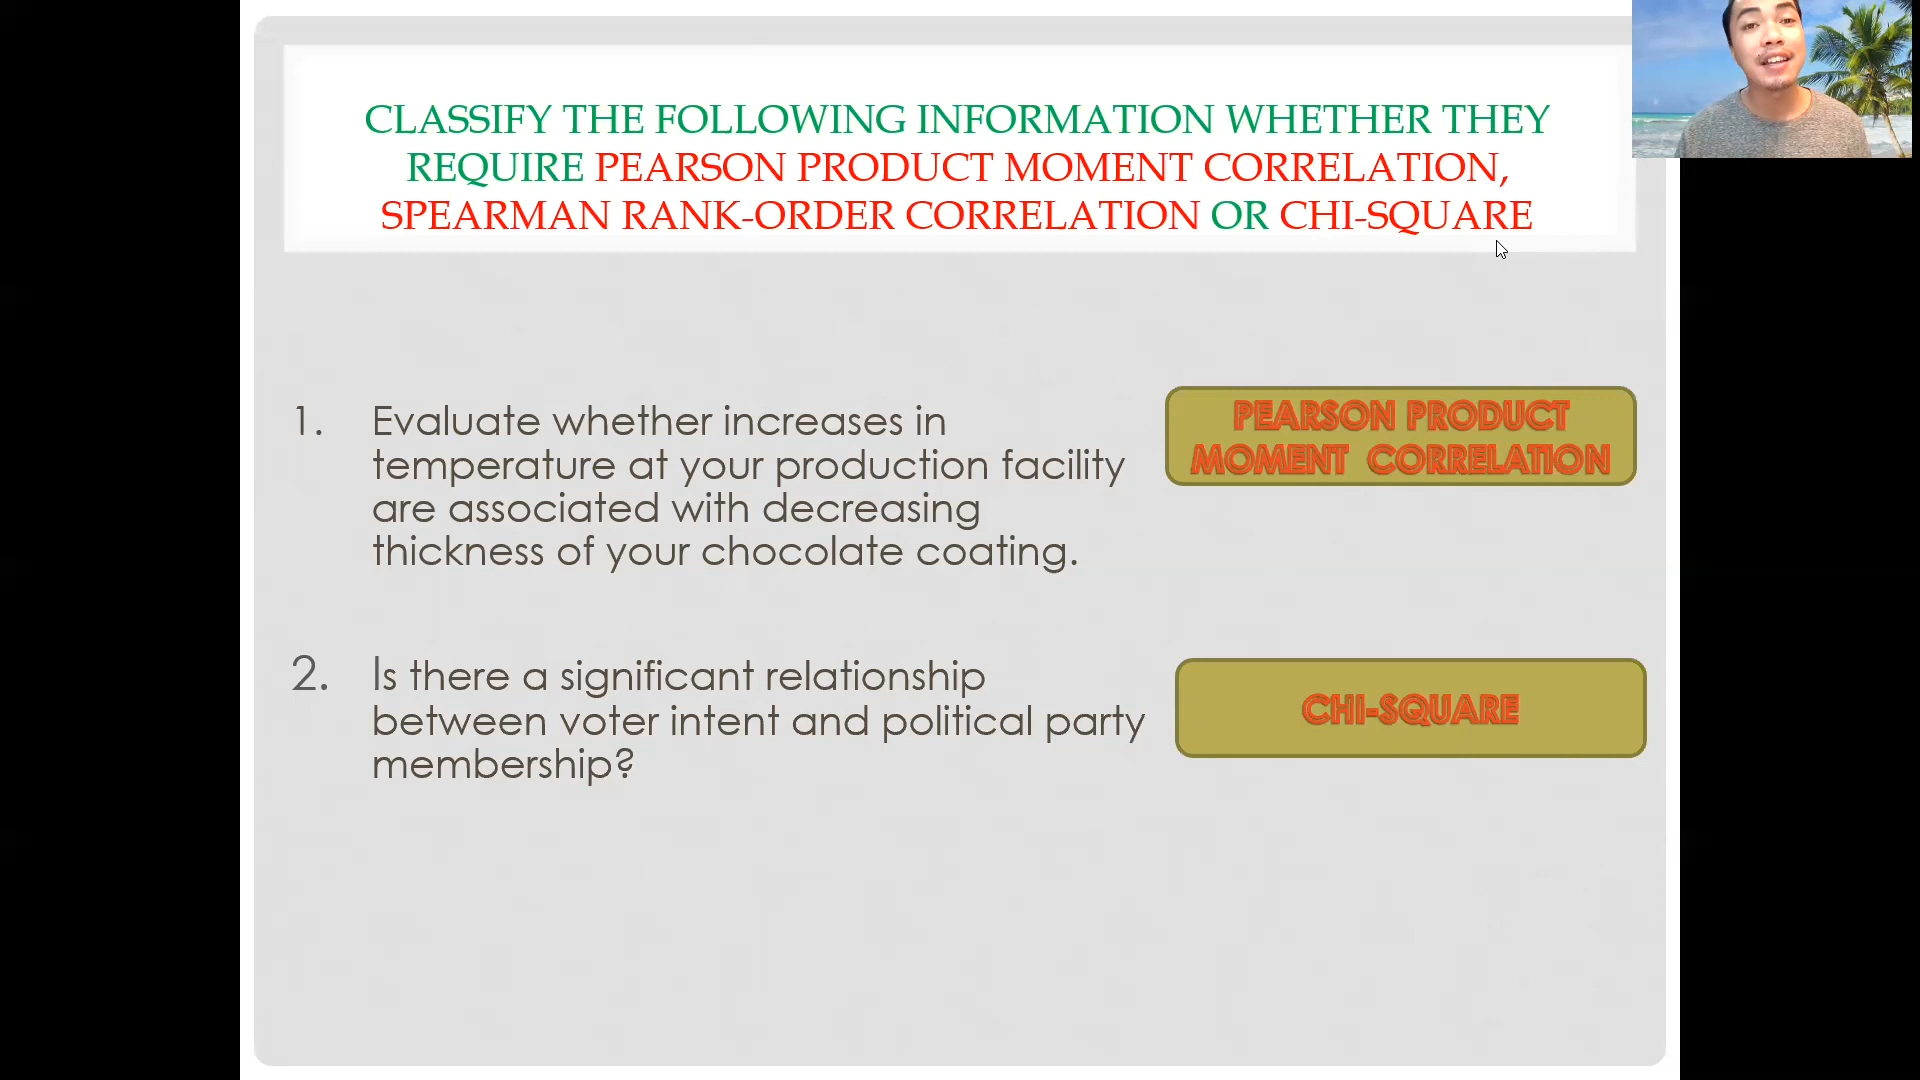 CLASSIFY THE FOLLOWING INFORMATION WHETHER THEY
REQUIRE PEARSON PRODUCT MOMENT CORRELATION,
SPEARMAN RANK-ORDER CORRELATION OR CHI-SQUARE
1. Evaluate whether increases in
temperature at your production facility
are associated with decreasing
thickness of your chocolate coating.
PEARSON PRODUCT
MOMENT CORRELATION
2. Is there a significant relationship
between voter intent and political party
membership?
CHI-SQUARE